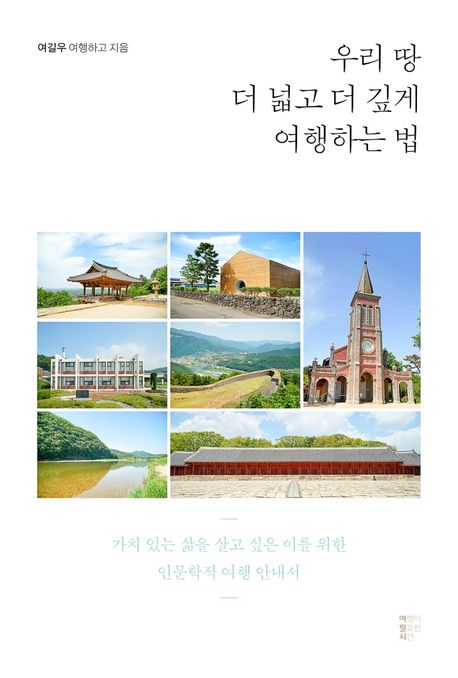 여길우 여행하고 지음
우리 땅
더 넓고 더 깊게
여행하는 법
가치 있는 삶을 살고 싶은 이를 위한
인문학적 여행 안내서
여행이
필요한
시간